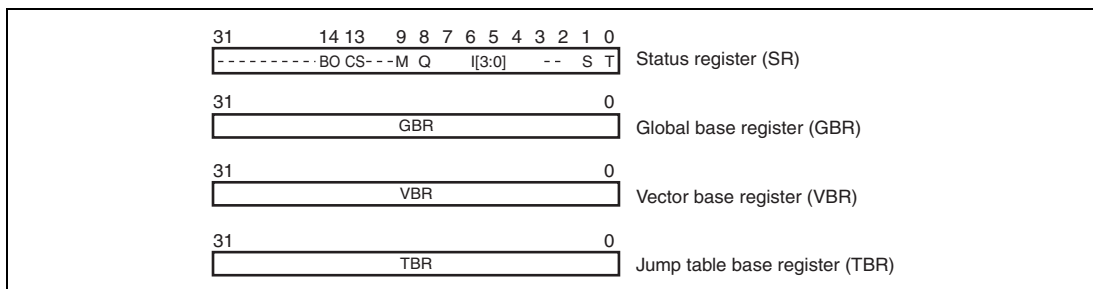 31 14 13 9 8 7 6 5 4 3 2 1 0
- - - - - - - - - - BO CS - - - M Q I[3:0] - - S T Status register (SR)
31 0
GBR Global base register (GBR)
31 0
VBR Vector base register (VBR)
31 0
TBR Jump table base register (TBR)